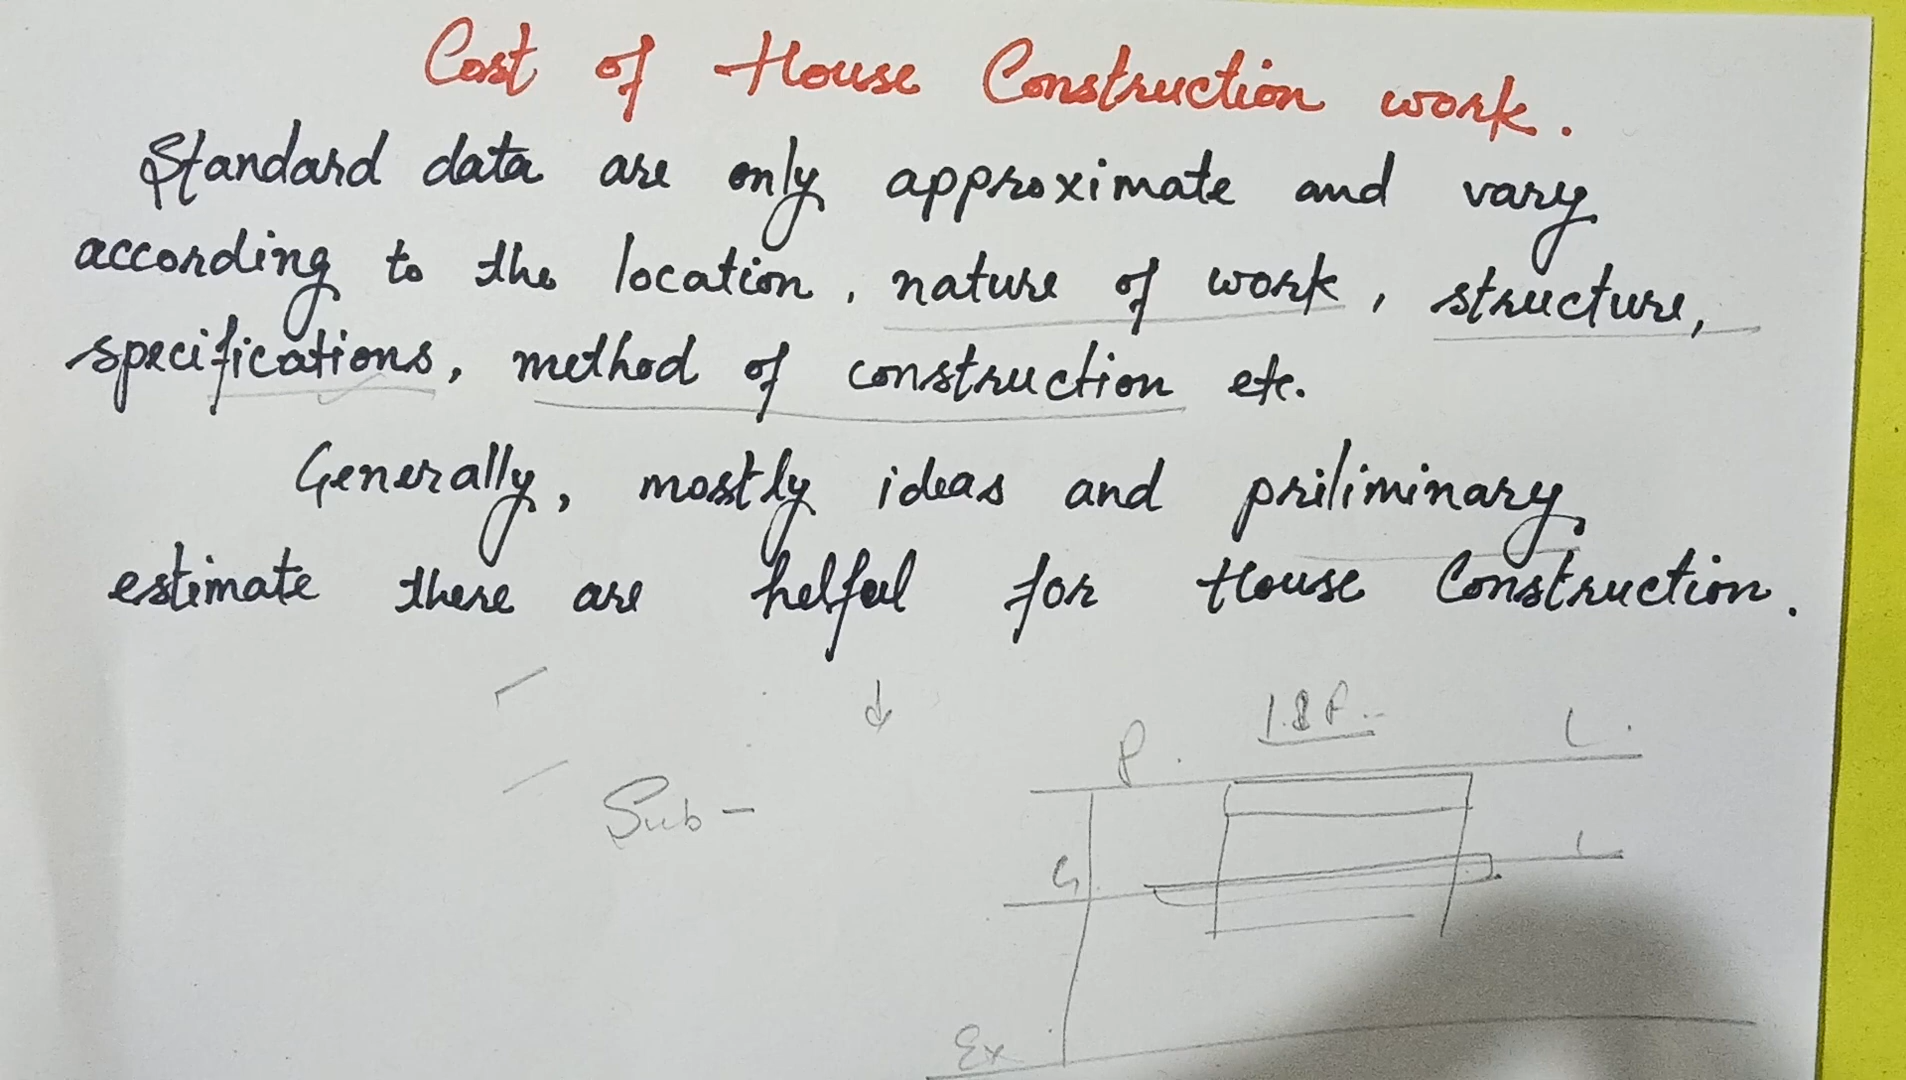 Cost of House Construction work.
Standard data are only approximate and vary
according to the location, nature of work, structure,
specifications, method of construction etc.
Generally, mostly ideas and priliminary
estimate there are helful for House Construction.
P. L.
Sub-
G. L
Ex